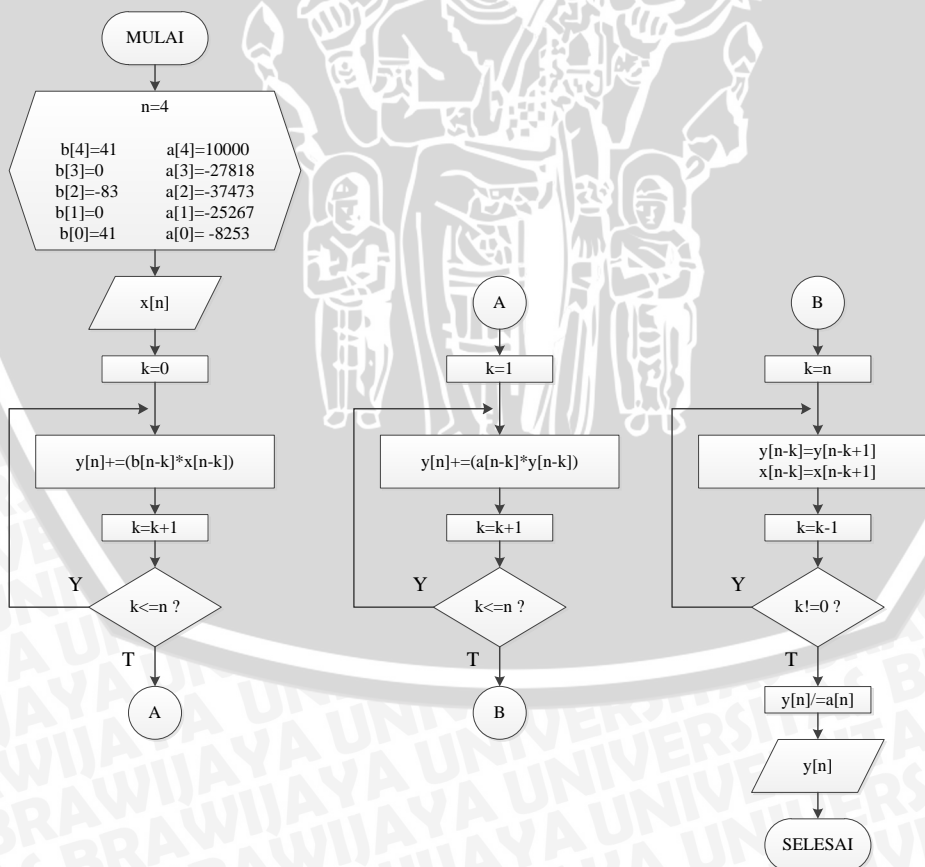 MULAI
n=4
b[4]=41 a[4]=10000
b[3]=0 a[3]=-27818
b[2]=-83 a[2]=-37473
b[1]=0 a[1]=-25267
b[0]=41 a[0]= -8253
x[n]
k=0
y[n]+=(b[n-k]*x[n-k])
k=k+1
Y
k<=n ?
T
A
A
k=1
y[n]+=(a[n-k]*y[n-k])
k=k+1
Y
k<=n ?
T
B
B
k=n
y[n-k]=y[n-k+1]
x[n-k]=x[n-k+1]
k=k-1
Y
k!=0 ?
T
y[n]/=a[n]
y[n]
SELESAI